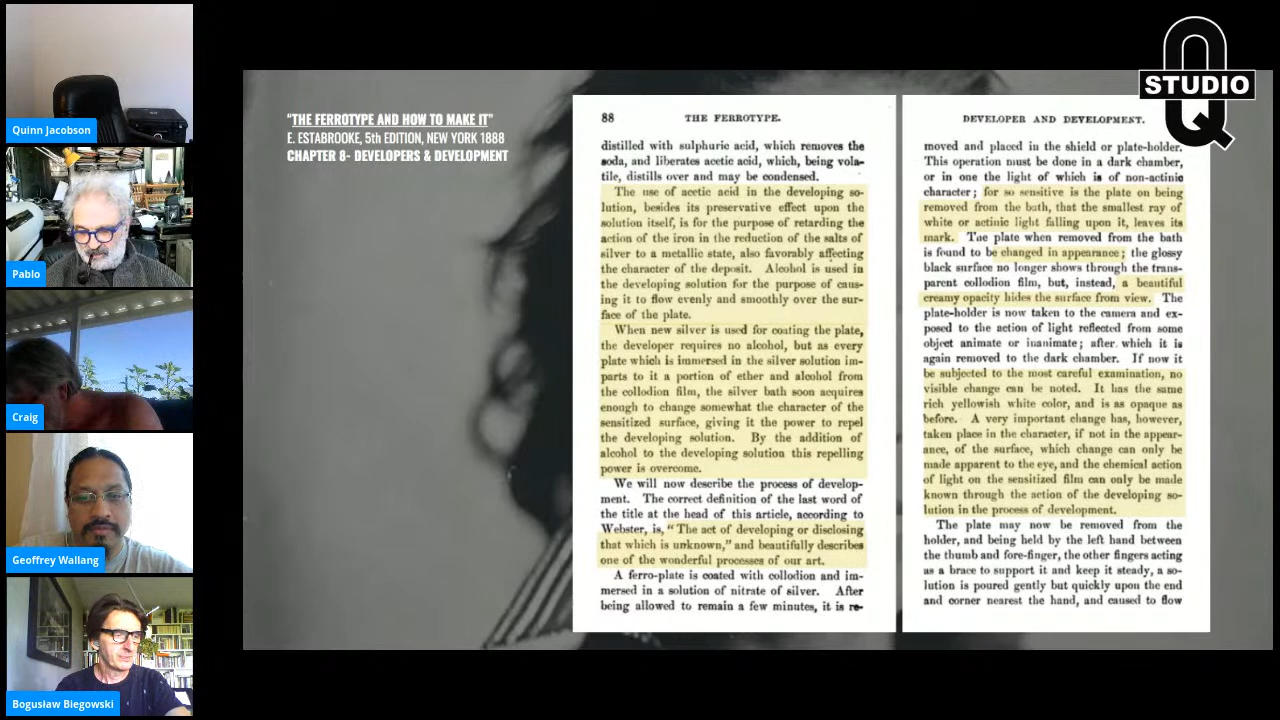 Quinn Jacobson
Pablo
Craig
Geoffrey Wallang
Bogusław Biegowski
"THE FERROTYPE AND HOW TO MAKE IT"
E. ESTABROOKE, 5th EDITION, NEW YORK 1888
CHAPTER 8- DEVELOPERS & DEVELOPMENT
88 THE FERROTYPE.
distilled with sulphuric acid, which removes the
soda, and liberates acetic acid, which, being vola-
tile, distills over and may be condensed.
The use of acetic acid in the developing so-
lution, besides its preservative effect upon the
solution itself, is for the purpose of retarding the
action of the iron in the reduction of the salts of
silver to a metallic state, also favorably affecting
the character of the deposit. Alcohol is used in
the developing solution for the purpose of caus-
ing it to flow evenly and smoothly over the sur-
face of the plate.
When new silver is used for coating the plate,
the developer requires no alcohol, but as every
plate which is immersed in the silver solution im-
parts to it a portion of ether and alcohol from
the collodion film, the silver bath soon acquires
enough to change somewhat the character of the
sensitized surface, giving it the power to repel
the developing solution. By the addition of
alcohol to the developing solution this repelling
power is overcome.
We will now describe the process of develop-
ment. The correct definition of the last word of
the title at the head of this article, according to
Webster, is, "The act of developing or disclosing
that which is unknown," and beautifully describes
one of the wonderful processes of our art.
A ferro-plate is coated with collodion and im-
mersed in a solution of nitrate of silver. After
being allowed to remain a few minutes, it is re-
DEVELOPER AND DEVELOPMENT.
moved and placed in the shield or plate-holder.
This operation must be done in a dark chamber,
or in one the light of which is of non-actinic
character; for so sensitive is the plate on being
removed from the bath, that the smallest ray of
white or actinic light falling upon it, leaves its
mark. The plate when removed from the bath
is found to be changed in appearance; the glossy
black surface no longer shows through the trans-
parent collodion film, but, instead, a beautiful
creamy opacity hides the surface from view. The
plate-holder is now taken to the camera and ex-
posed to the action of light reflected from some
object animate or inanimate; after which it is
again removed to the dark chamber. If now it
be subjected to the most careful examination, no
visible change can be noted. It has the same
rich yellowish white color, and is as opaque as
before. A very important change has, however,
taken place in the character, if not in the appear-
ance, of the surface, which change can only be
made apparent to the eye, and the chemical action
of light on the sensitized film can only be made
known through the action of the developing so-
lution in the process of development.
The plate may now be removed from the
holder, and being held by the left hand between
the thumb and fore-finger, the other fingers acting
as a brace to support it and keep it steady, a so-
lution is poured gently but quickly upon the end
and corner nearest the hand, and caused to flow
STUDIO
Q